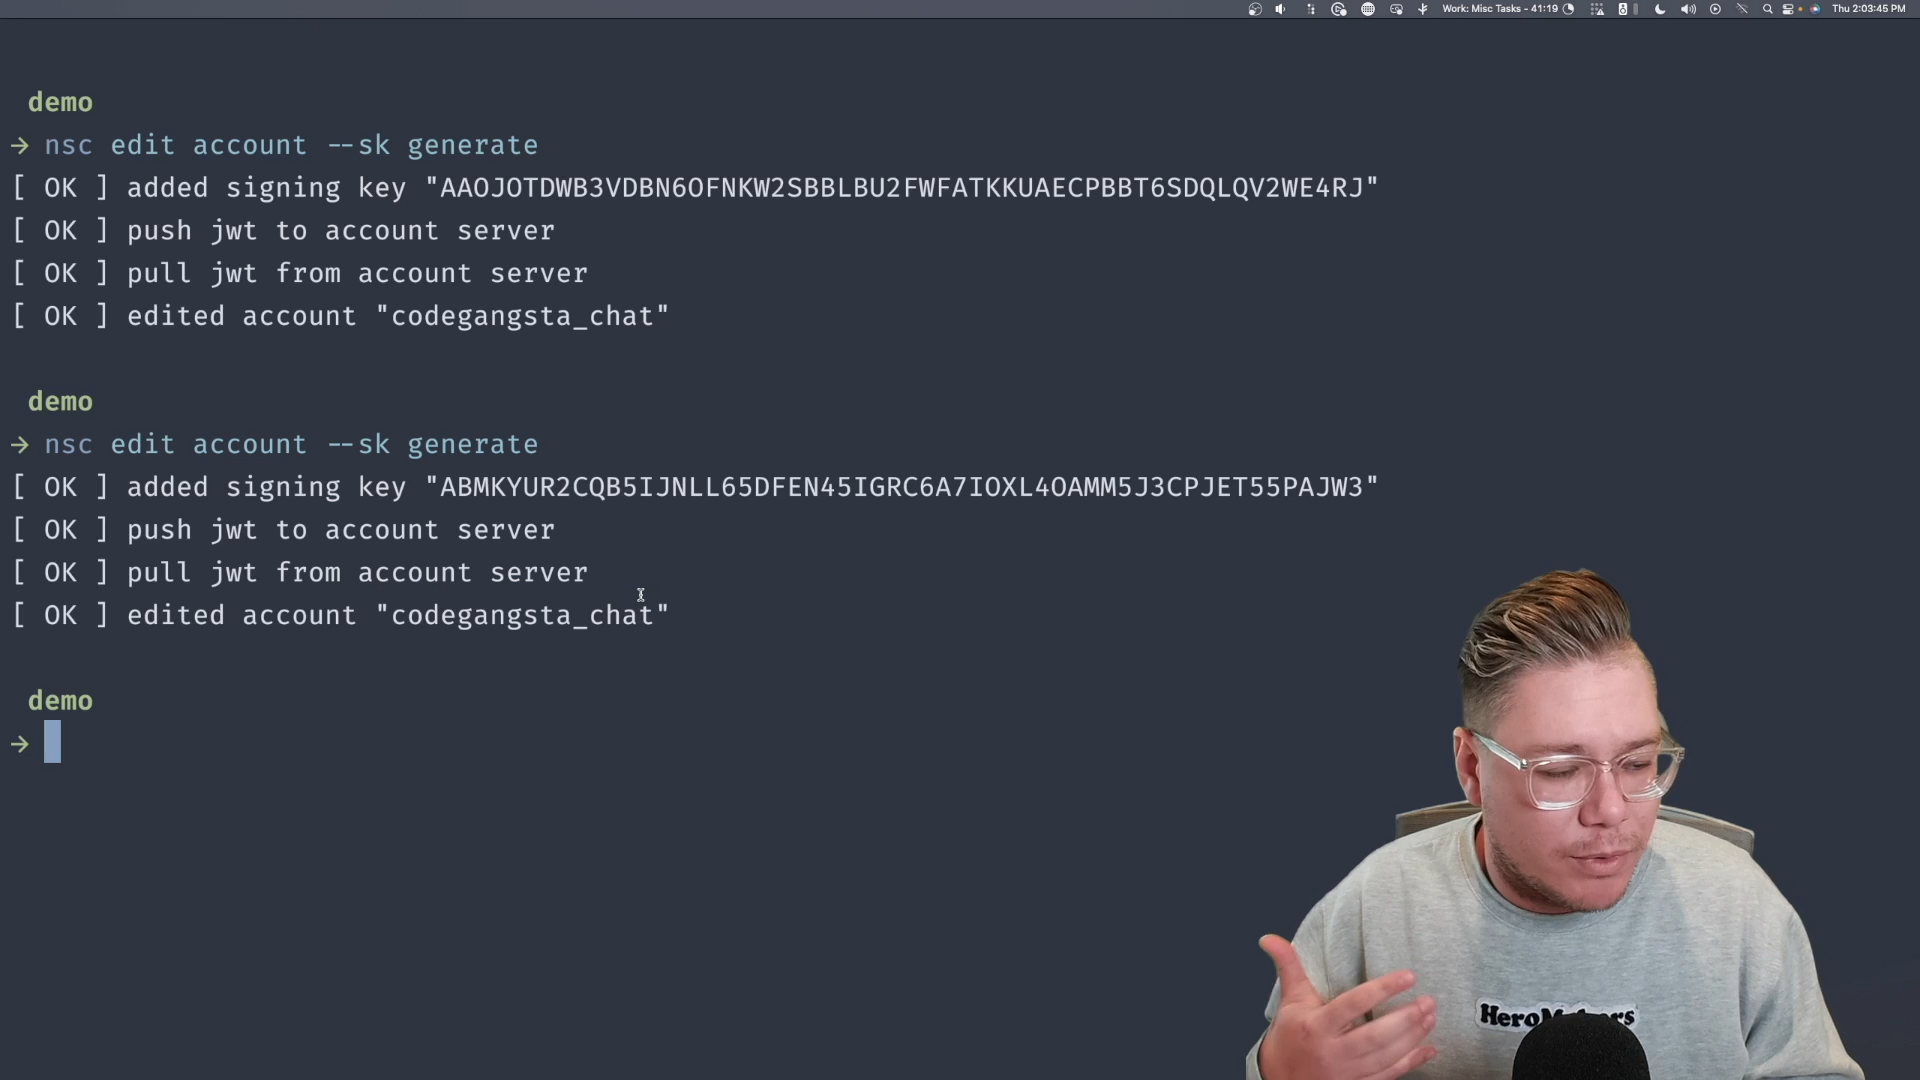 Work: Misc Tasks - 41:19
Thu 2:03:45 PM
demo
→ nsc edit account --sk generate
[ OK ] added signing key "AAOJOTDWB3VDBN6OFNKW2SBBLBU2FWFATKKUAECPBBT6SDQLQV2WE4RJ"
[ OK ] push jwt to account server
[ OK ] pull jwt from account server
[ OK ] edited account "codegangsta_chat"
demo
→ nsc edit account --sk generate
[ OK ] added signing key "ABMKYUR2CQB5IJNLL65DFEN45IGRC6A7IOXL4OAMM5J3CPJET55PAJW3"
[ OK ] push jwt to account server
[ OK ] pull jwt from account server
[ OK ] edited account "codegangsta_chat"
demo
→